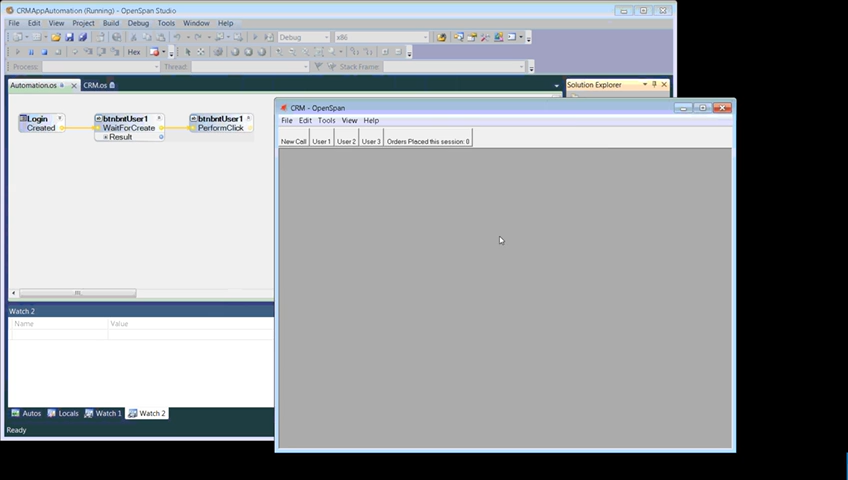 CRMAppAutomation (Running) - OpenSpan Studio
File Edit View Project Build Debug Tools Window Help
Debug x86
Hex
Process: Thread: Stack Frame:
Automation.os CRM.os
Solution Explorer
Login
Created
btnbntUser1
WaitForCreate
Result
btnbntUser1
PerformClick
CRM - OpenSpan
File Edit Tools View Help
New Call User 1 User 2 User 3 Orders Placed this session: 0
Watch 2
Name Value
Autos Locals Watch 1 Watch 2
Ready